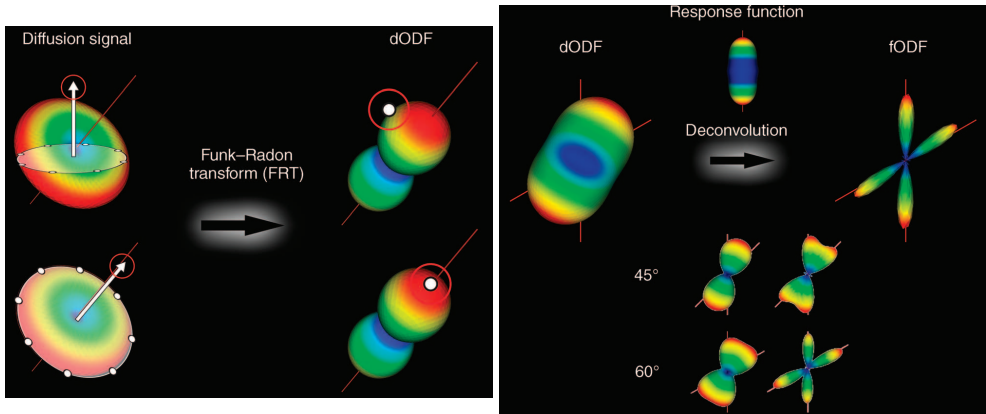 Diffusion signal
dODF
Funk–Radon
transform (FRT)
Response function
dODF
fODF
Deconvolution
45°
60°